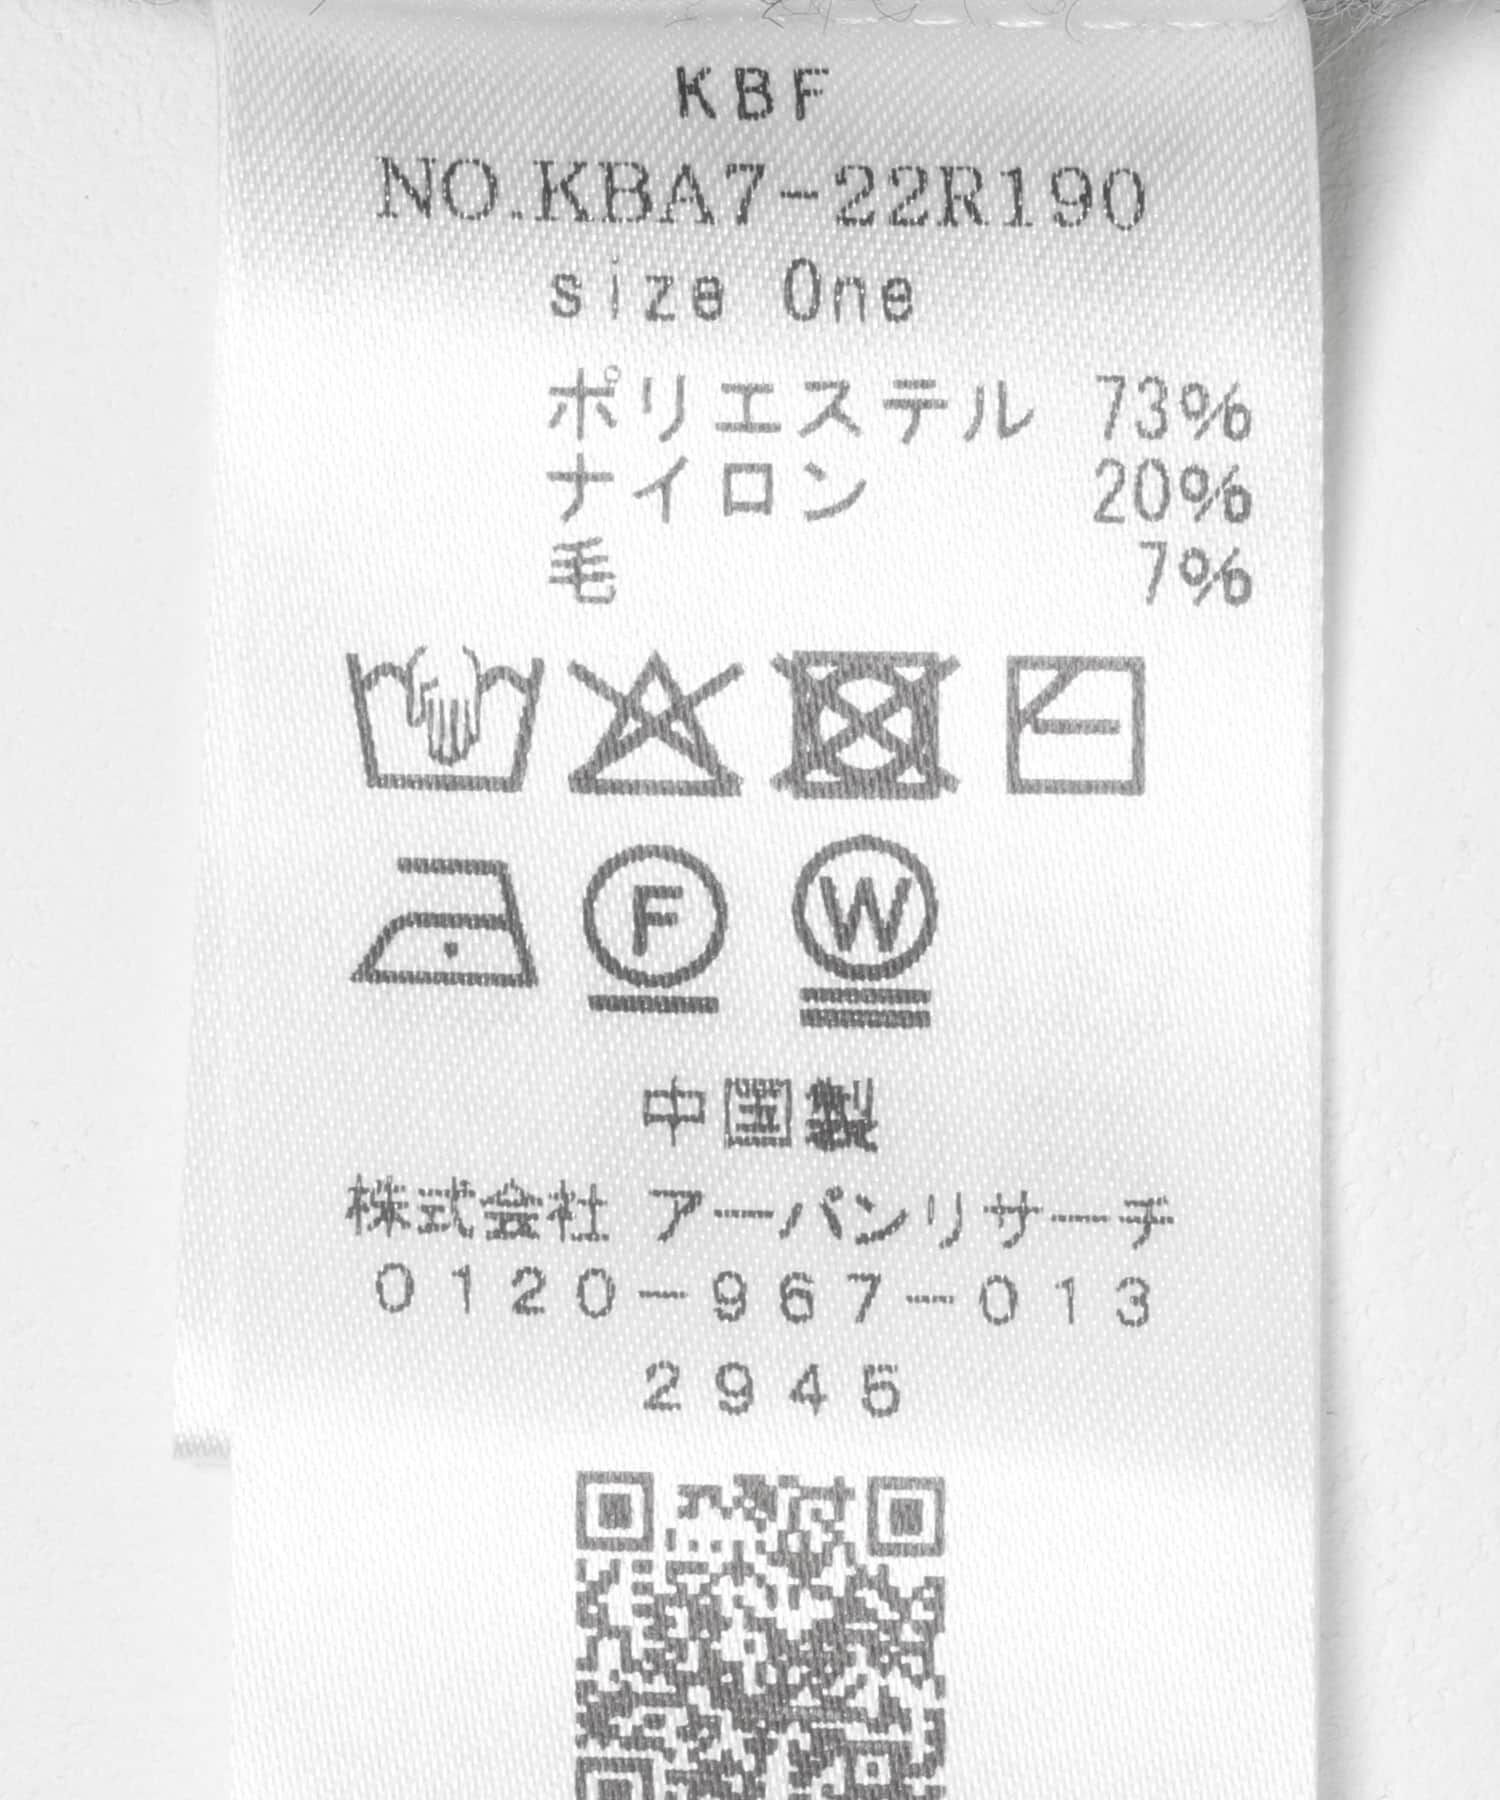 KBF
NO.KBA7-22R190
size One
ポリエステル 73%
ナイロン 20%
毛 7%
F W
中国製
株式会社 アーバンリサーチ
0120-967-013
2945